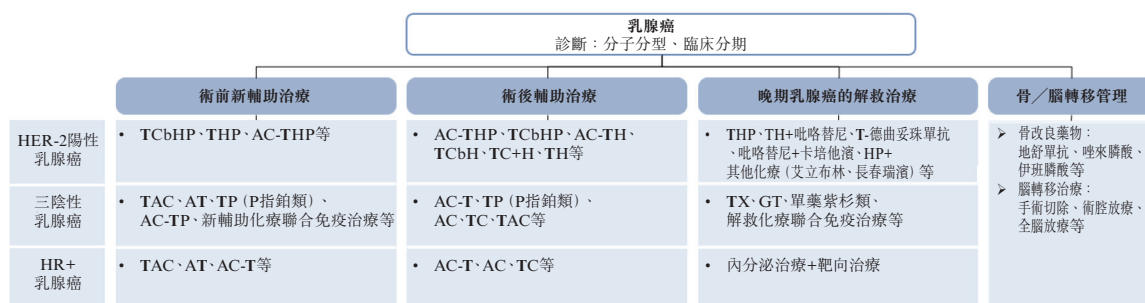 乳腺癌
診斷：分子分型、臨床分期
術前新輔助治療
術後輔助治療
晚期乳腺癌的解救治療
骨╱腦轉移管理
HER-2陽性
乳腺癌
• TCbHP、THP、AC-THP等
• AC-THP、TCbHP、AC-TH、
TCbH、TC+H、TH等
• THP、TH+吡咯替尼、T-德曲妥珠單抗
、吡咯替尼+卡培他濱、HP+
其他化療（艾立布林、長春瑞濱）等
➢ 骨改良藥物：
地舒單抗、唑來膦酸、
伊班膦酸等
➢ 腦轉移治療：
手術切除、術腔放療、
全腦放療等
三陰性
乳腺癌
• TAC、AT、TP（P指鉑類）、
AC-TP、新輔助化療聯合免疫治療等
• AC-T、TP（P指鉑類）、
AC、TC、TAC等
• TX、GT、單藥紫杉類、
解救化療聯合免疫治療等
HR+
乳腺癌
• TAC、AT、AC-T等
• AC-T、AC、TC等
• 內分泌治療+靶向治療